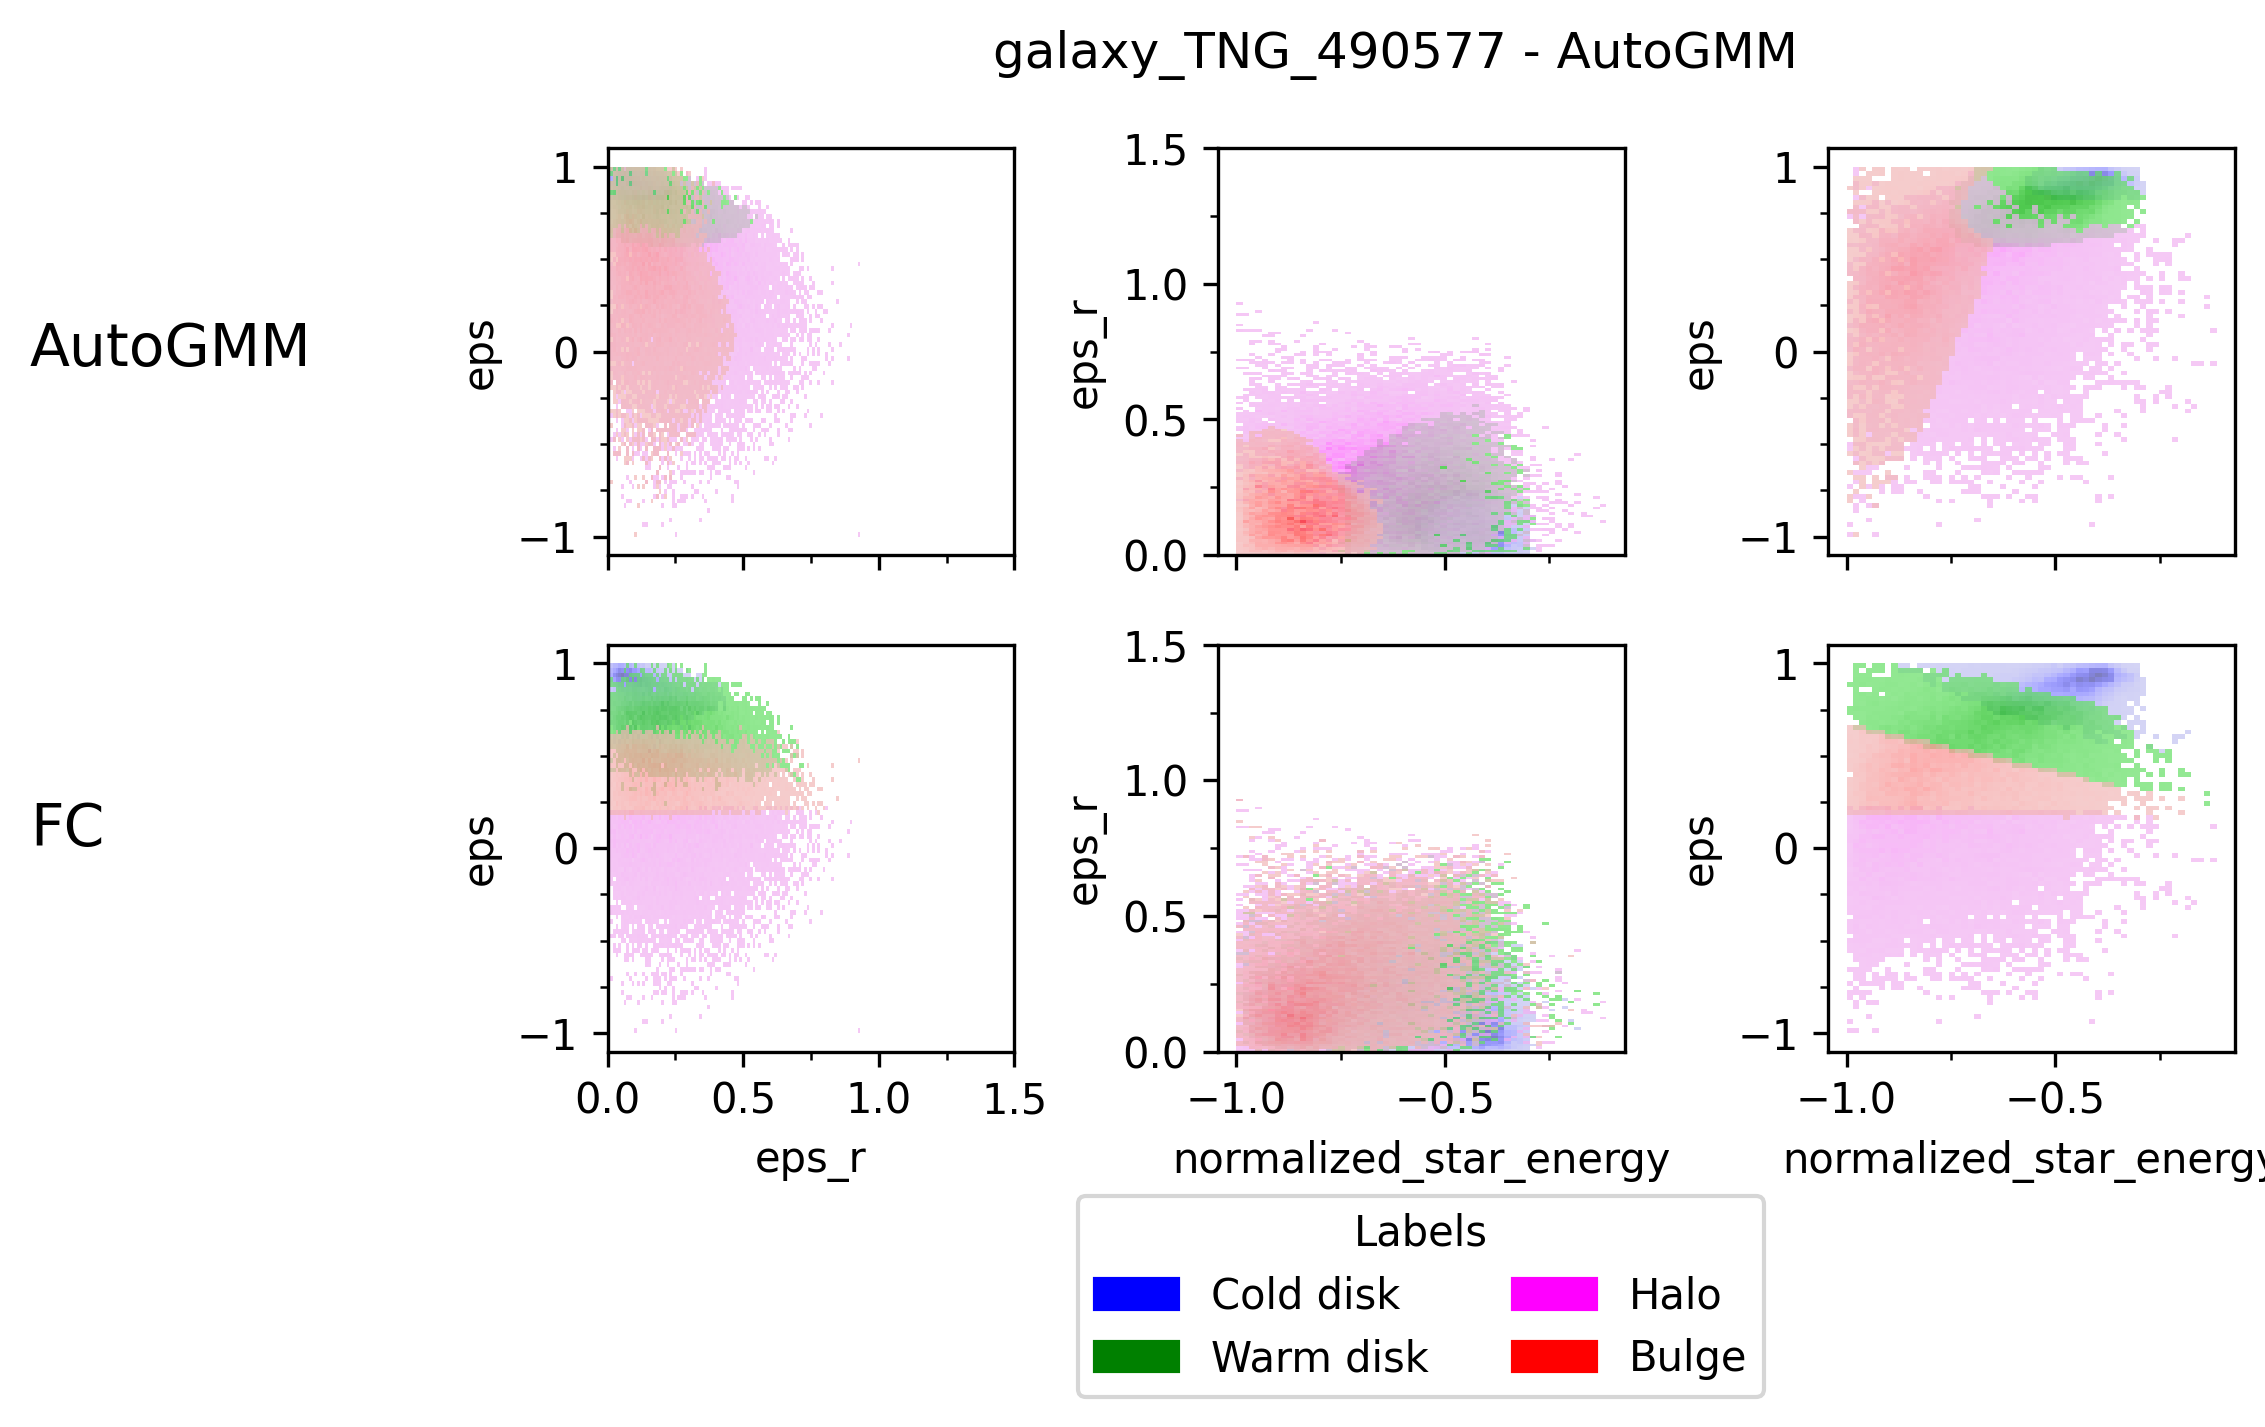 galaxy_TNG_490577 - AutoGMM
AutoGMM
1
0
−1
eps
1.5
1.0
0.5
0.0
eps_r
1
0
−1
eps
FC
1
0
−1
eps
0.0 0.5 1.0 1.5
eps_r
1.5
1.0
0.5
0.0
eps_r
−1.0 −0.5
normalized_star_energy
1
0
−1
eps
−1.0 −0.5
normalized_star_energy
Labels
Cold disk Halo
Warm disk Bulge